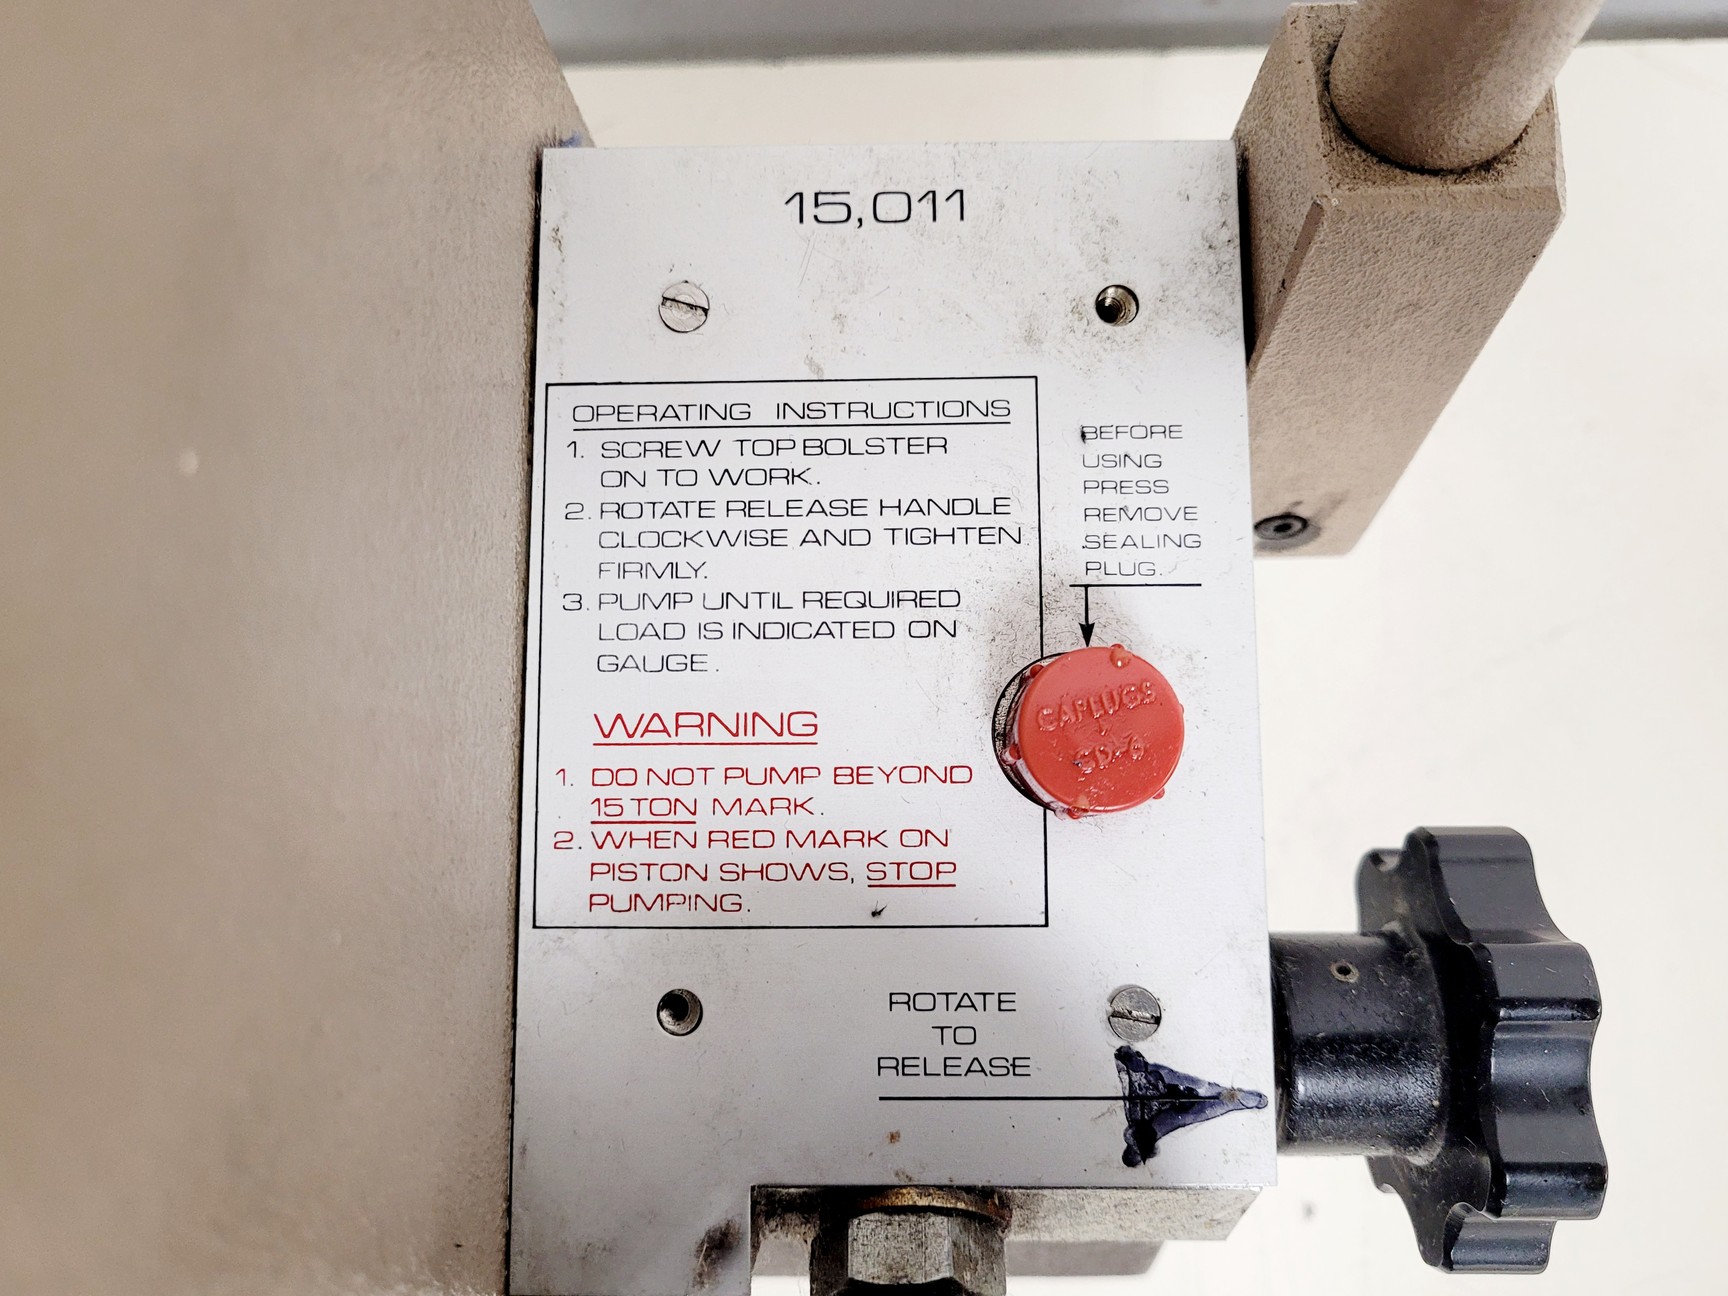 15,011
OPERATING INSTRUCTIONS
1. SCREW TOP BOLSTER
ON TO WORK.
2. ROTATE RELEASE HANDLE
CLOCKWISE AND TIGHTEN
FIRMLY.
3. PUMP UNTIL REQUIRED
LOAD IS INDICATED ON
GAUGE.
WARNING
1. DO NOT PUMP BEYOND
15 TON MARK.
2. WHEN RED MARK ON
PISTON SHOWS, STOP
PUMPING.
BEFORE
USING
PRESS
REMOVE
SEALING
PLUG.
CAPLUGS
CD-6
ROTATE
TO
RELEASE